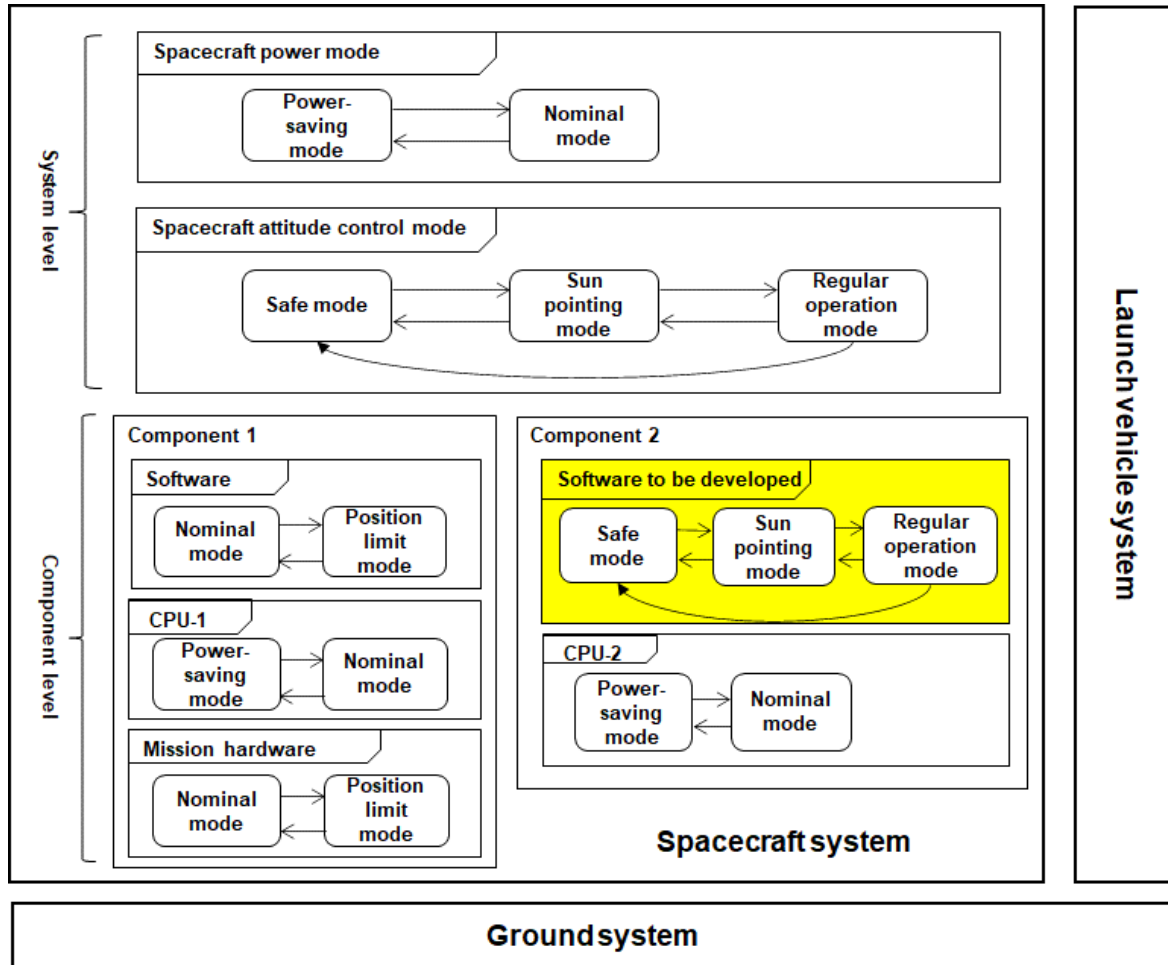 Spacecraft power mode
Power-
saving
mode
Nominal
mode
System level
Spacecraft attitude control mode
Safe mode
Sun
pointing
mode
Regular
operation
mode
Component level
Component 1
Software
Nominal
mode
Position
limit mode
CPU-1
Power-
saving
mode
Nominal
mode
Mission hardware
Nominal
mode
Position
limit
mode
Component 2
Software to be developed
Safe
mode
Sun
pointing
mode
Regular
operation
mode
CPU-2
Power-
saving
mode
Nominal
mode
Spacecraft system
Launch vehicle system
Ground system